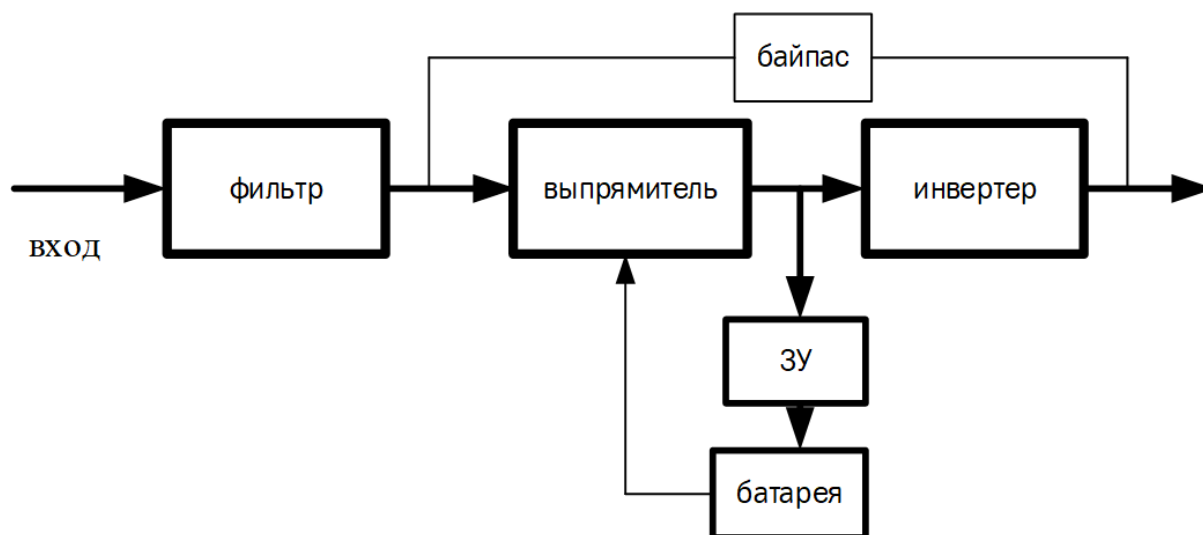 байпас
фильтр
выпрямитель
инвертер
вход
ЗУ
батарея